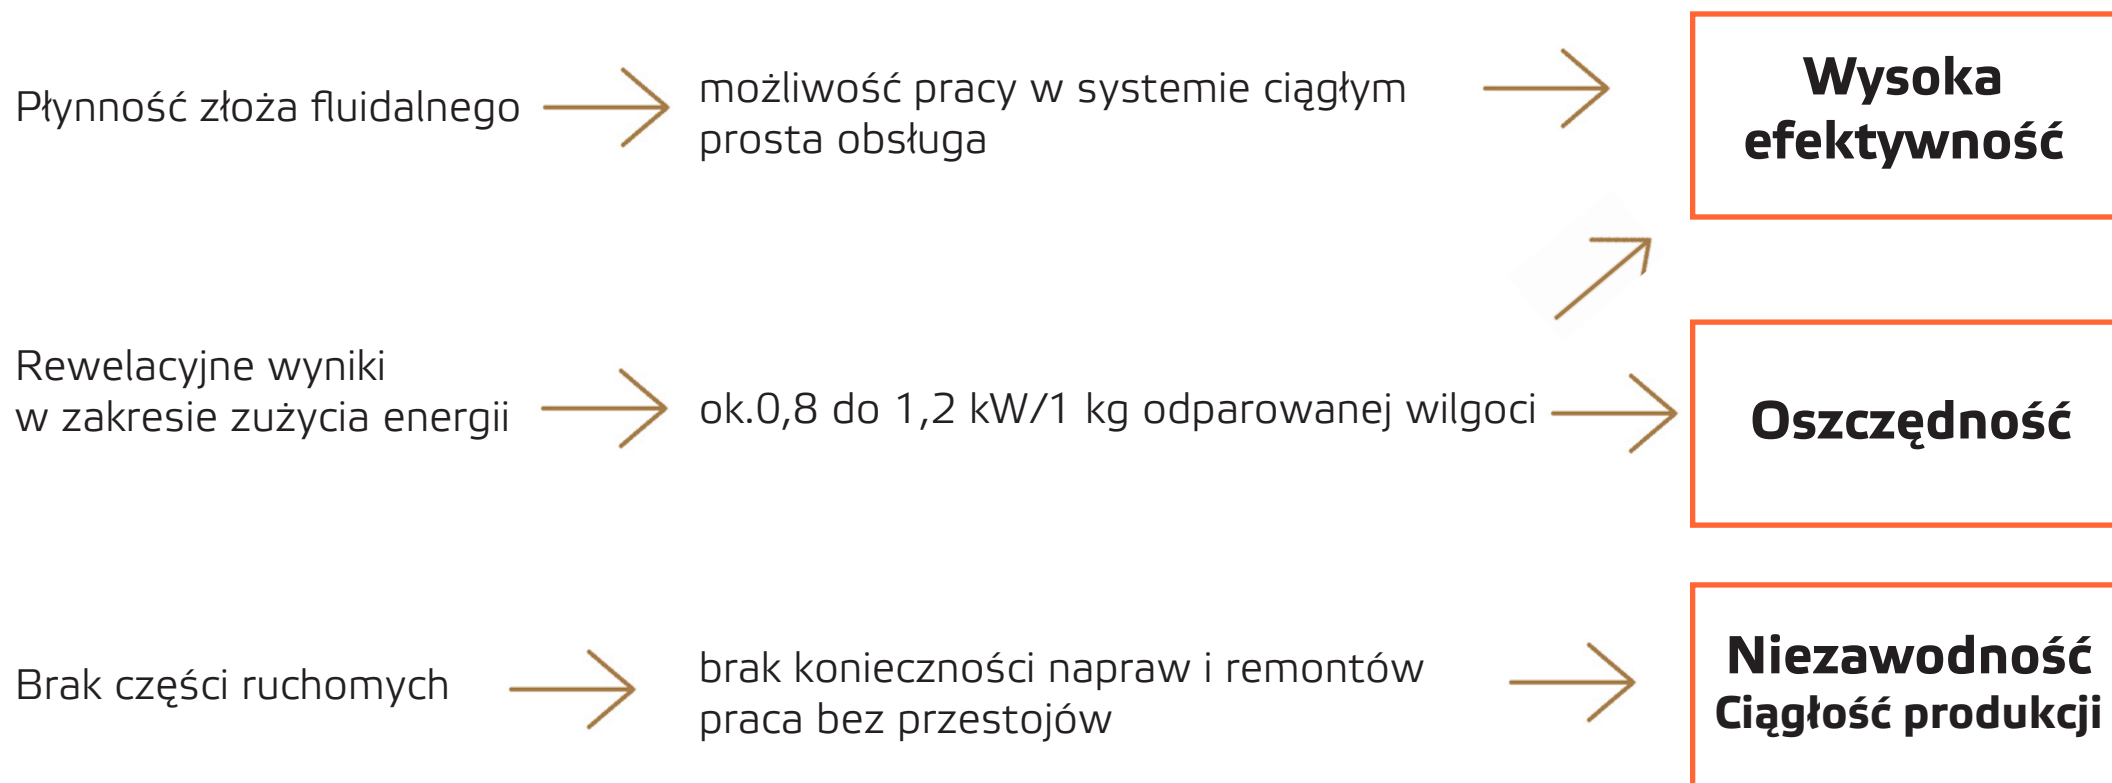 Płynność złoża fluidalnego
możliwość pracy w systemie ciągłym
prosta obsługa
Wysoka
efektywność
Rewelacyjne wyniki
w zakresie zużycia energii
ok.0,8 do 1,2 kW/1 kg odparowanej wilgoci
Oszczędność
Brak części ruchomych
brak konieczności napraw i remontów
praca bez przestojów
Niezawodność
Ciągłość produkcji